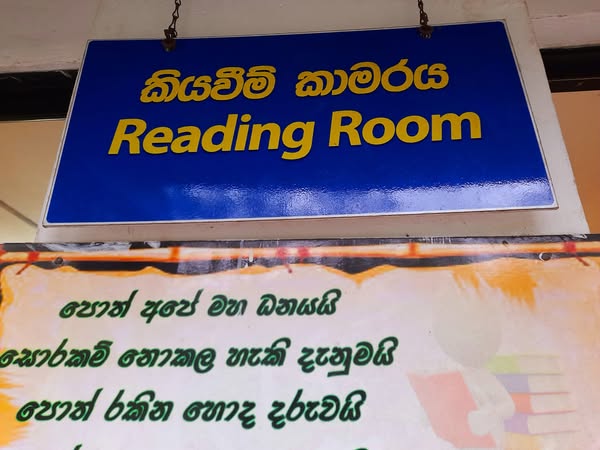 කියවීම් කාමරය
Reading Room
පොත් අපේ මහ ධනයයි
සොරකම් නොකල හැකි දැනුමයි
පොත් රකින හොද දරුවයි